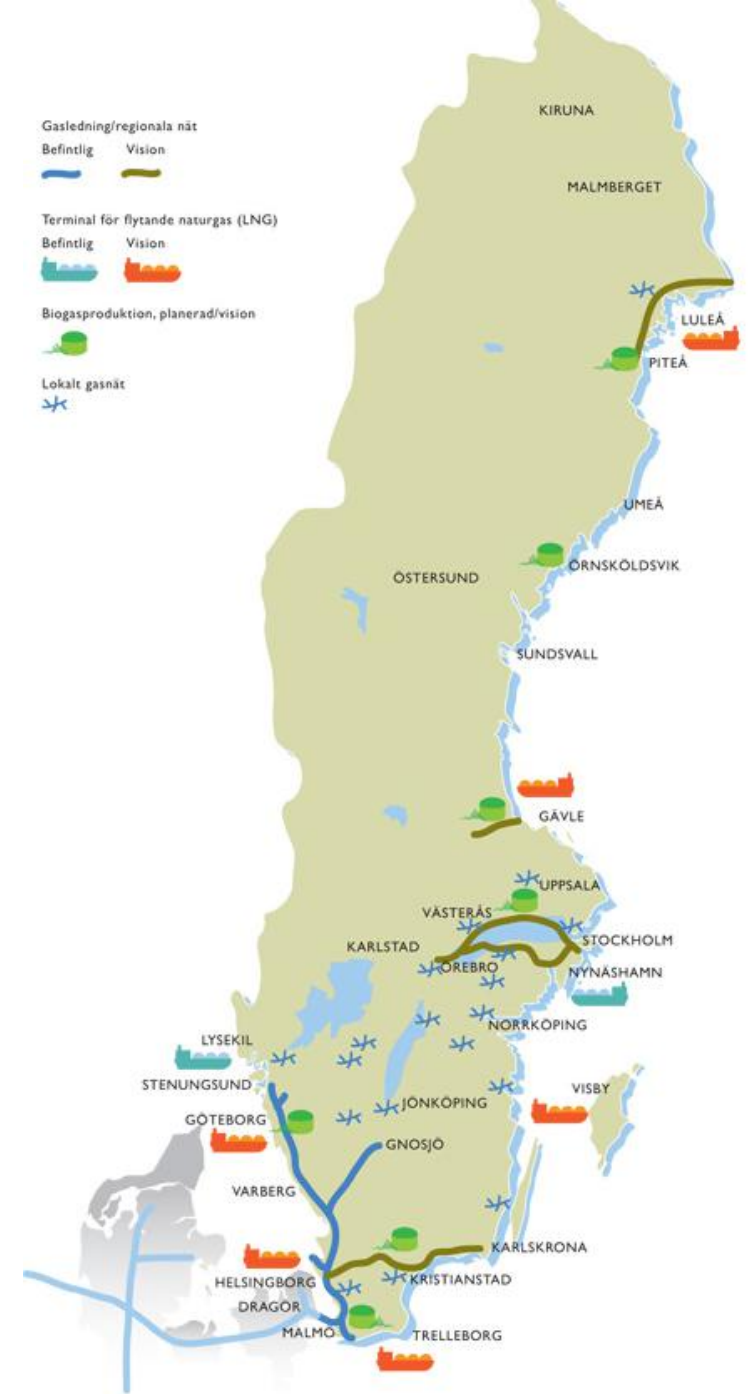 Gasledning/regionala nät
Befintlig Vision
Terminal för flytande naturgas (LNG)
Befintlig Vision
Biogasproduktion, planerad/vision
Lokalt gasnät
KIRUNA
MALMBERGET
LULEÅ
PITEÅ
UMEÅ
ÖRNSKÖLDSVIK
ÖSTERSUND
SUNDSVALL
GÄVLE
UPPSALA
VÄSTERÅS
STOCKHOLM
KARLSTAD
ÖREBRO
NYNÄSHAMN
NORRKÖPING
LYSEKIL
STENUNGSUND
VISBY
JÖNKÖPING
GÖTEBORG
GNOSJÖ
VARBERG
KARLSKRONA
HELSINGBORG
KRISTIANSTAD
DRAGÖR
MALMÖ
TRELLEBORG